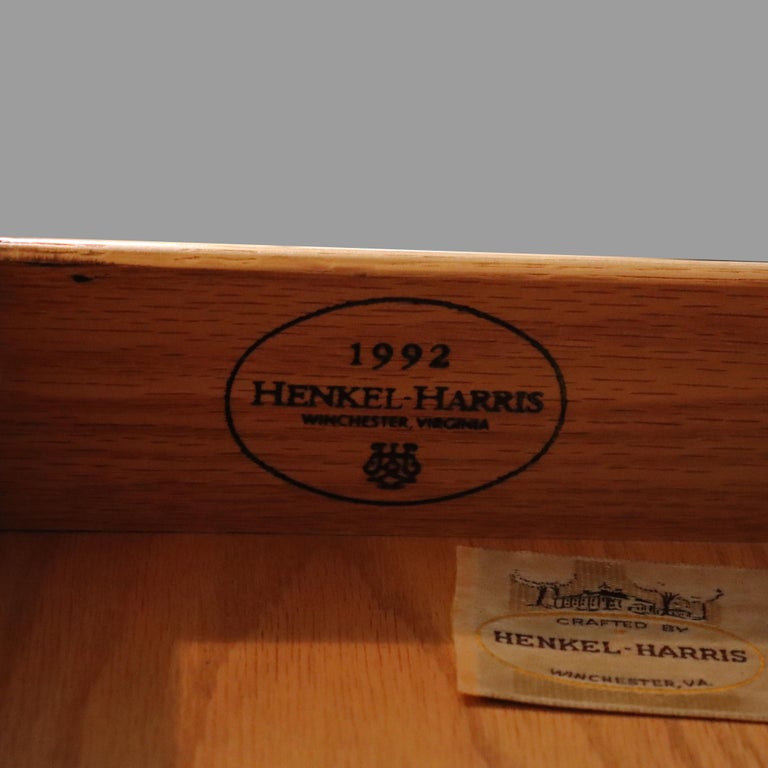 1992
HENKEL-HARRIS
WINCHESTER, VIRGINIA
CRAFTED BY
HENKEL-HARRIS
WINCHESTER, VA.